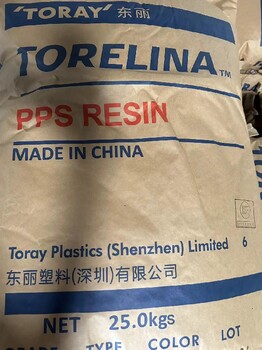 'TORAY' 东丽
TORELINA™
PPS RESIN
MADE IN CHINA
Toray Plastics (Shenzhen) Limited 6
东丽塑料(深圳)有限公司
NET 25.0kgs
GRADE TYPE COLOR LOT